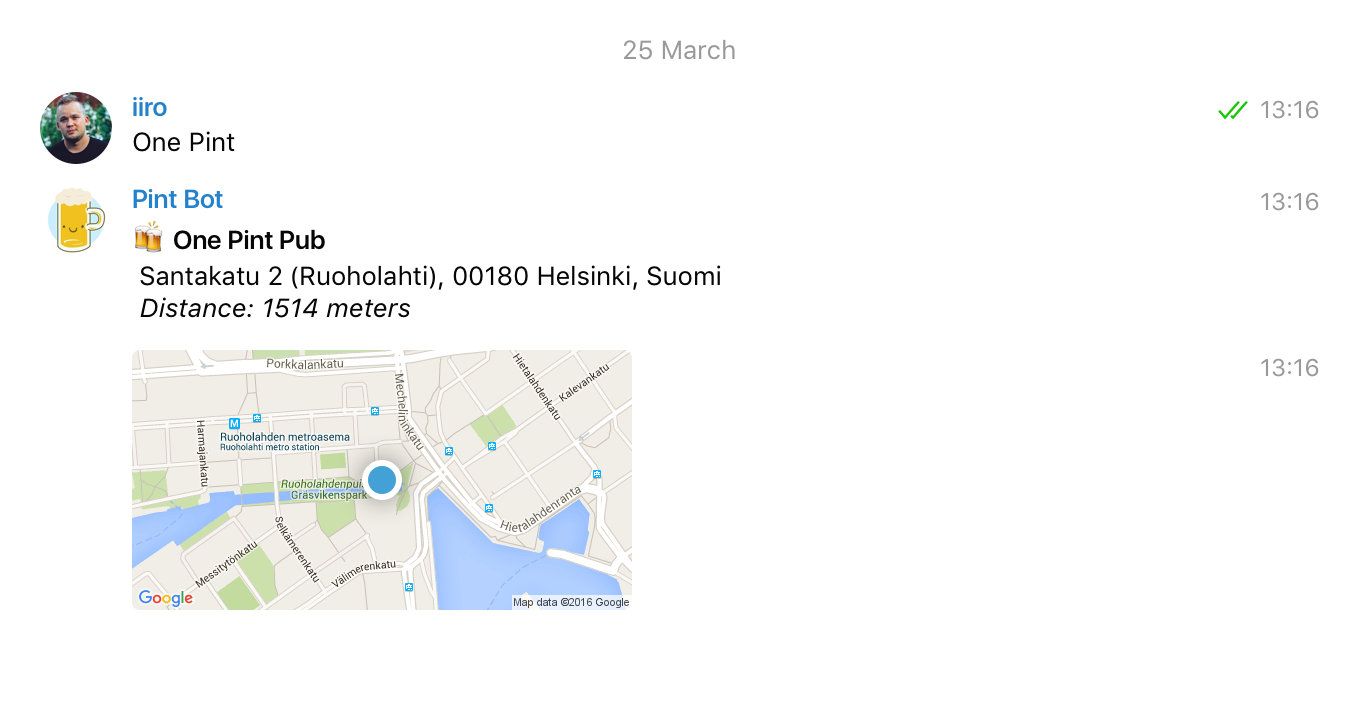 25 March
iiro
13:16
One Pint
Pint Bot
13:16
One Pint Pub
Santakatu 2 (Ruoholahti), 00180 Helsinki, Suomi
Distance: 1514 meters
13:16
Porkkalankatu
Mechelininkatu
Hietalahdenkatu
Kalevankatu
M
Harmajankatu
Ruoholahden metroasema
Ruoholahti metro station
Gräsvikenspark
Hietalahdenranta
Selkämerenkatu
Messitytönkatu
Välimerenkatu
Google
Map data ©2016 Google